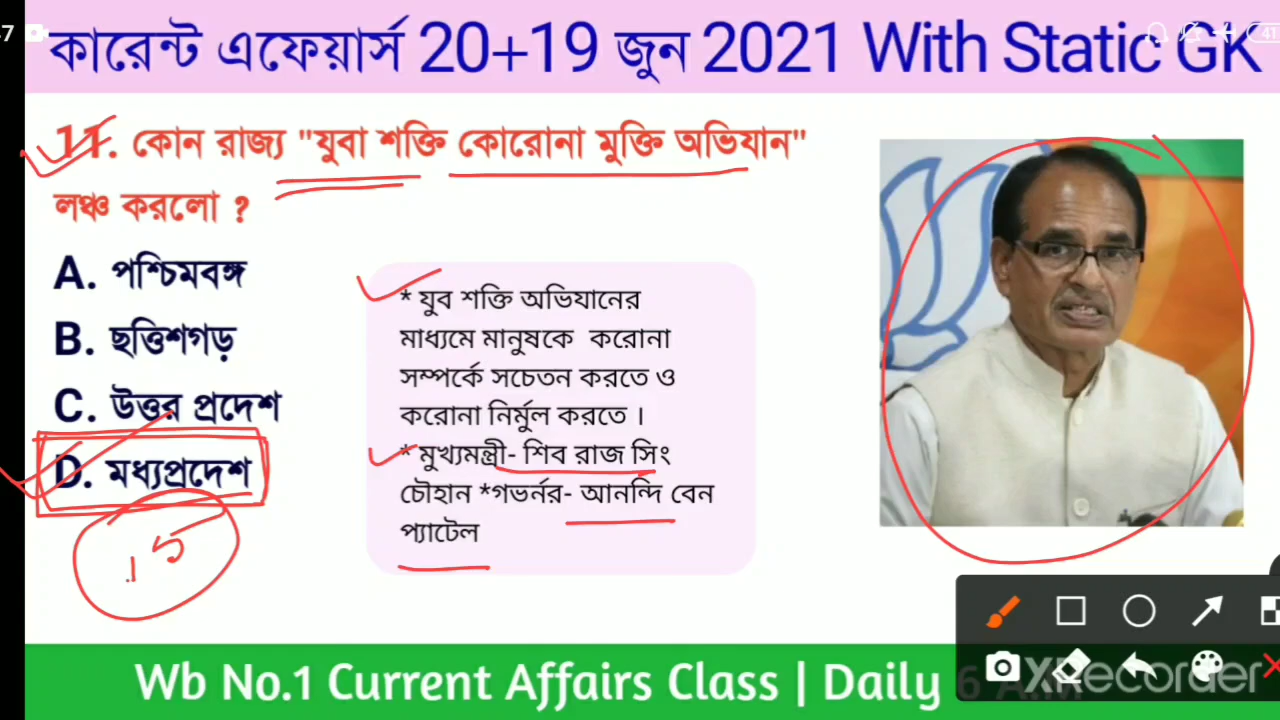 কারেন্ট এফেয়ার্স 20+19 জুন 2021 With Static GK
11. কোন রাজ্য "যুবা শক্তি কোরোনা মুক্তি অভিযান"
লঞ্চ করলো ?
A. পশ্চিমবঙ্গ
B. ছত্তিশগড়
C. উত্তর প্রদেশ
D. মধ্যপ্রদেশ
* যুব শক্তি অভিযানের
মাধ্যমে মানুষকে করোনা
সম্পর্কে সচেতন করতে ও
করোনা নির্মুল করতে ।
* মুখ্যমন্ত্রী- শিব রাজ সিং
চৌহান *গভর্নর- আনন্দি বেন
প্যাটেল
15
Wb No.1 Current Affairs Class | Daily 6
XRecorder